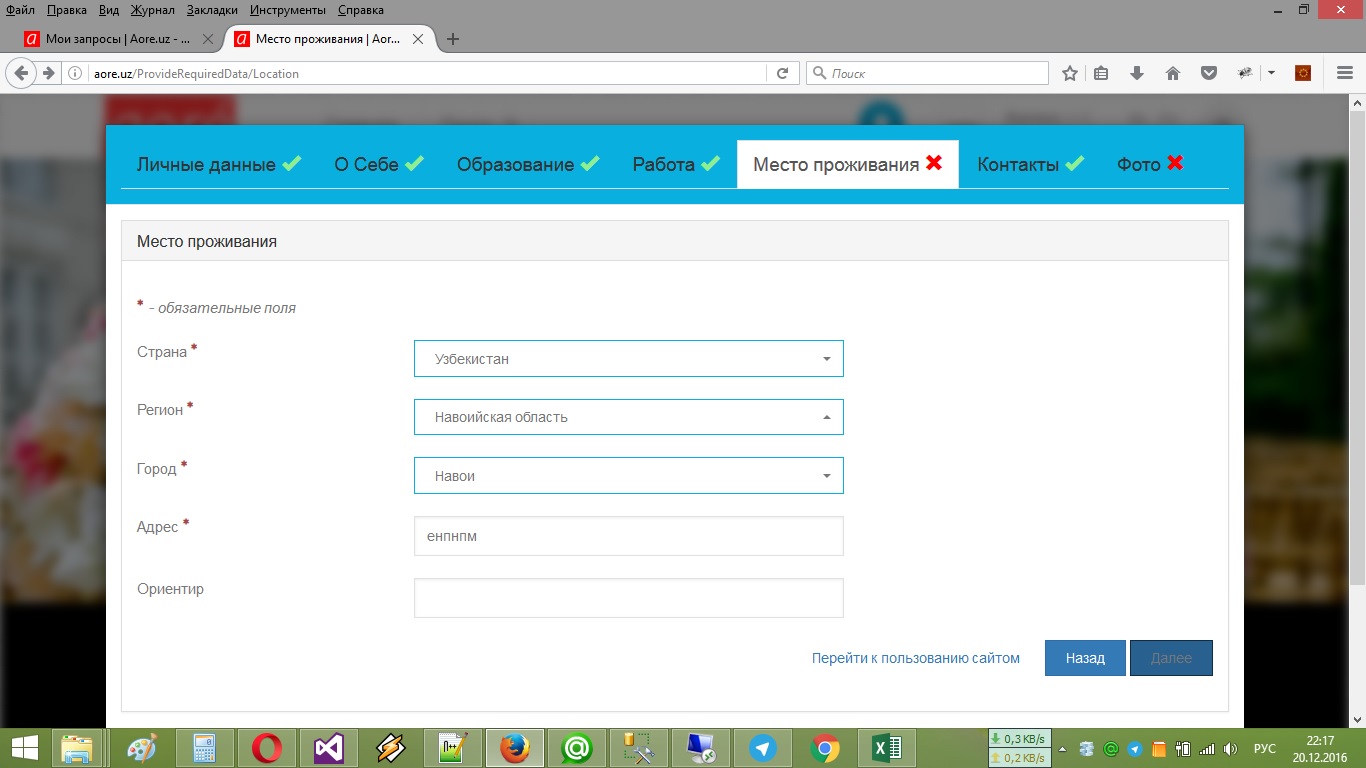 Файл Правка Вид Журнал Закладки Инструменты Справка
Мои запросы | Aore.uz - ... Место проживания | Aor...
aore.uz/ProvideRequiredData/Location Поиск
Личные данные О Себе Образование Работа Место проживания Контакты Фото
Место проживания
* - обязательные поля
Страна * Узбекистан
Регион * Навоийская область
Город * Навои
Адрес * енпнпм
Ориентир
Перейти к пользованию сайтом Назад Далее
0,3 KB/s
0,2 KB/s
РУС
22:17
20.12.2016